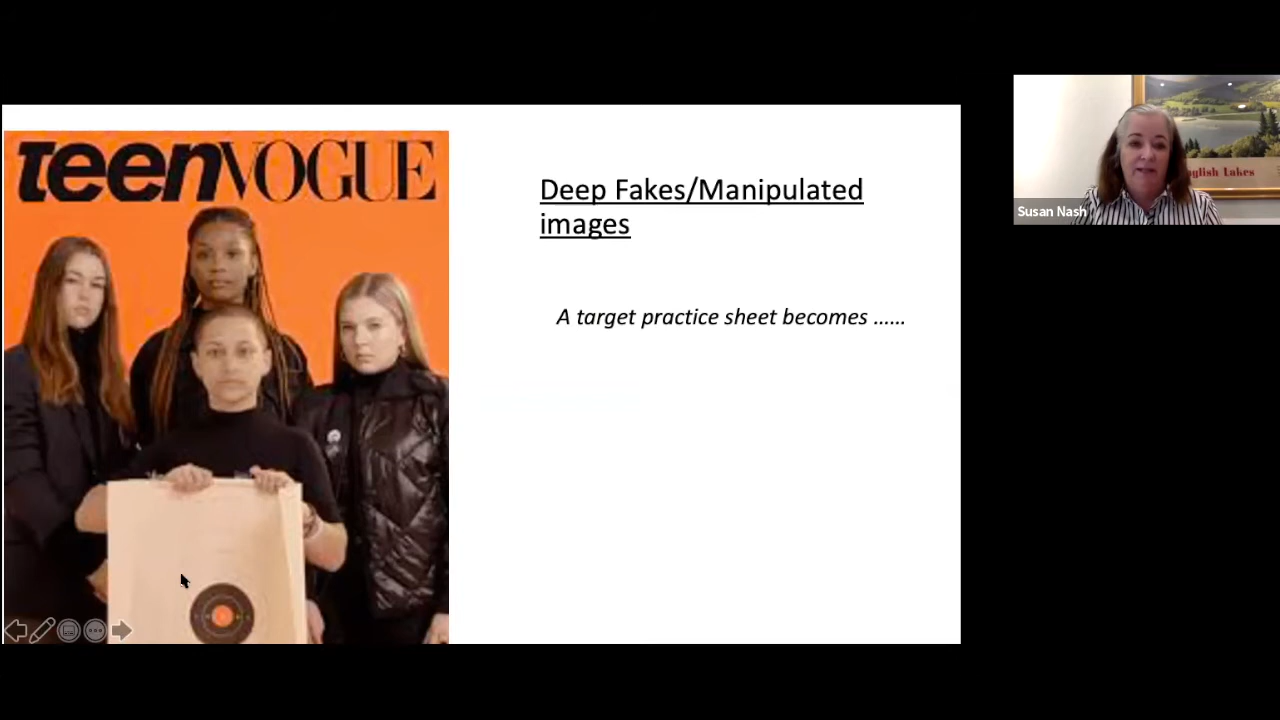 teenVOGUE
Deep Fakes/Manipulated
images
A target practice sheet becomes ......
English Lakes
Susan Nash